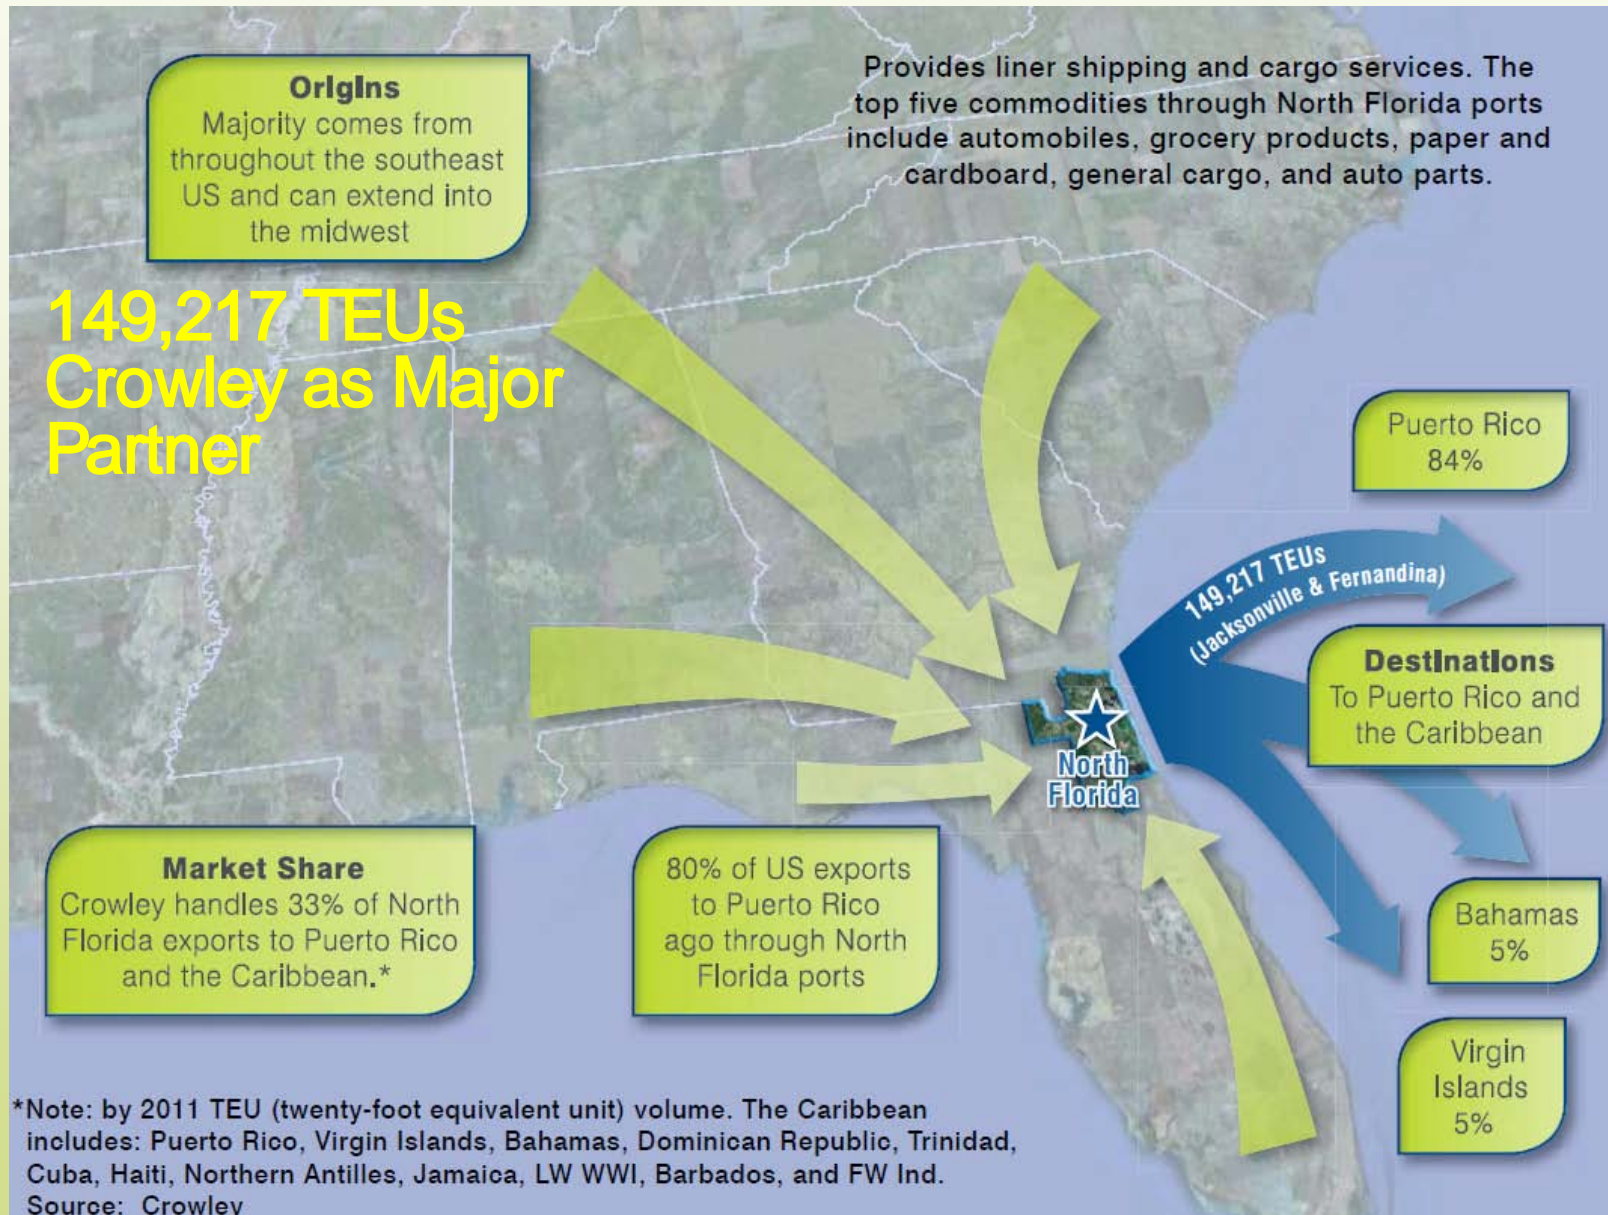 Origins
Majority comes from
throughout the southeast
US and can extend into
the midwest
Provides liner shipping and cargo services. The
top five commodities through North Florida ports
include automobiles, grocery products, paper and
cardboard, general cargo, and auto parts.
149,217 TEUs
Crowley as Major
Partner
Puerto Rico
84%
149,217 TEUs
(Jacksonville & Fernandina)
Destinations
To Puerto Rico and
the Caribbean
North
Florida
Market Share
Crowley handles 33% of North
Florida exports to Puerto Rico
and the Caribbean.*
80% of US exports
to Puerto Rico
ago through North
Florida ports
Bahamas
5%
Virgin
Islands
5%
*Note: by 2011 TEU (twenty-foot equivalent unit) volume. The Caribbean
includes: Puerto Rico, Virgin Islands, Bahamas, Dominican Republic, Trinidad,
Cuba, Haiti, Northern Antilles, Jamaica, LW WWI, Barbados, and FW Ind.
Source: Crowley